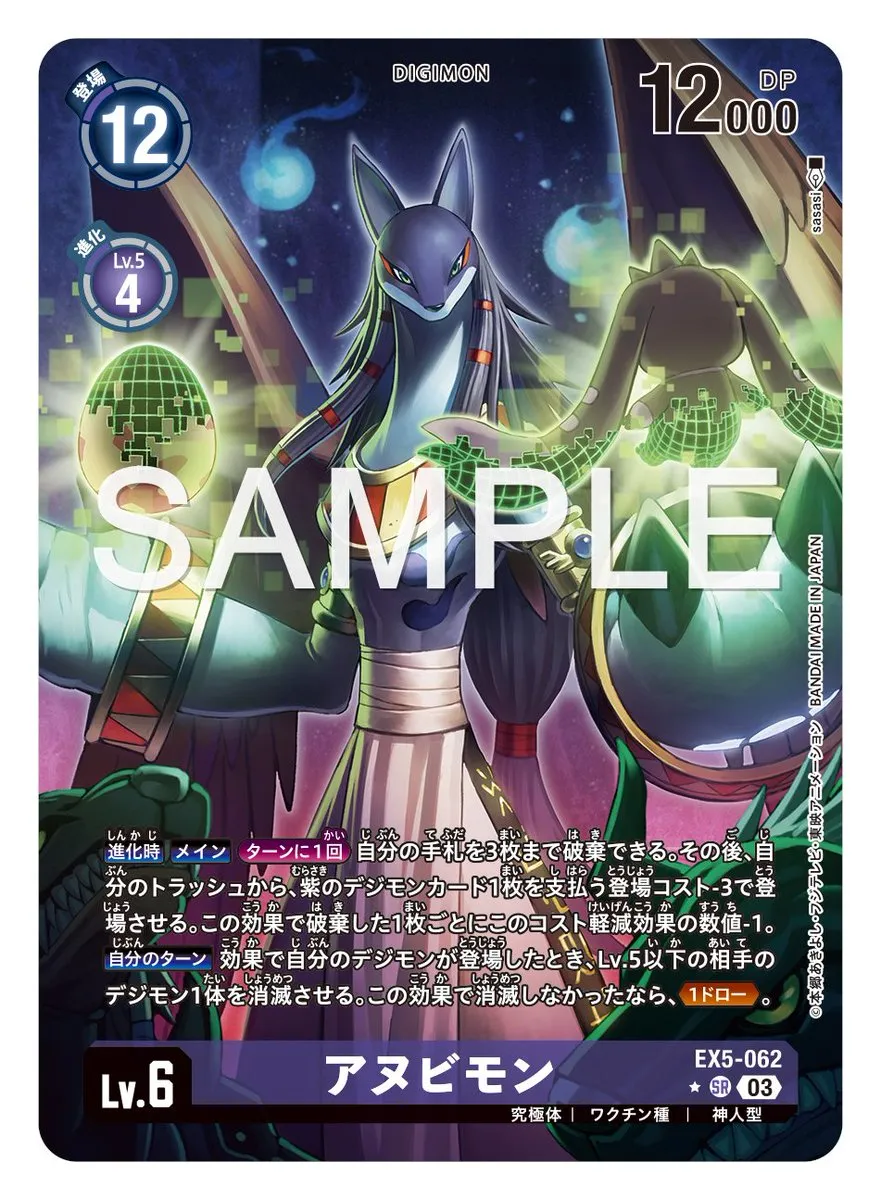 DIGIMON
登場
12
12000
DP
sasasi
進化
Lv.5
4
SAMPLE
進化時 メイン ターンに1回 自分の手札を3枚まで破棄できる。その後、自
分のトラッシュから、紫のデジモンカード1枚を支払う登場コスト-3で登
場させる。この効果で破棄した1枚ごとにこのコスト軽減効果の数値-1。
自分のターン 効果で自分のデジモンが登場したとき、Lv.5以下の相手の
デジモン1体を消滅させる。この効果で消滅しなかったなら、1ドロー。
©本郷あきよし・フジテレビ・東映アニメーション BANDAI MADE IN JAPAN
Lv.6
アヌビモン
EX5-062
SR 03
究極体 | ワクチン種 | 神人型